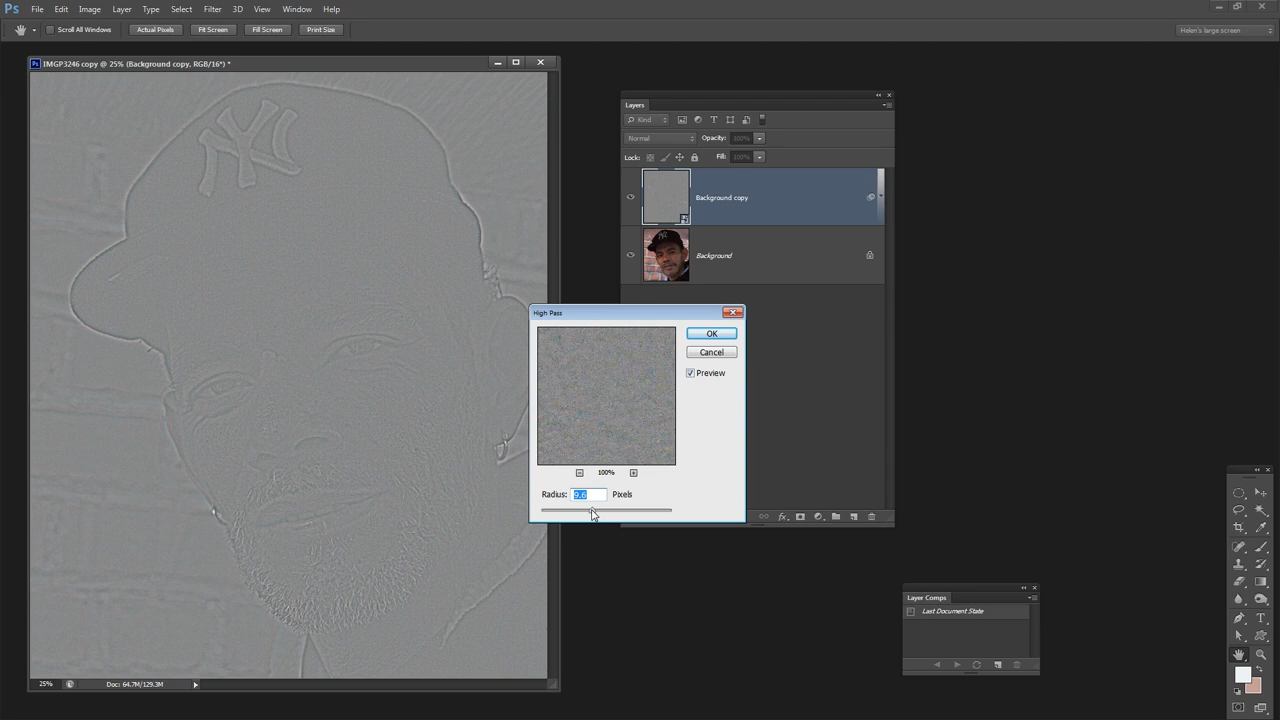 Ps File Edit Image Layer Type Select Filter 3D View Window Help
Scroll All Windows Actual Pixels Fit Screen Fill Screen Print Size Helen's large screen
Ps IMGP3246 copy @ 25% (Background copy, RGB/16*) *
NY
Layers
Kind
Normal Opacity: 100%
Lock: Fill: 100%
Background copy
Background
High Pass
OK
Cancel
Preview
100%
Radius: 9.6 Pixels
fx
Layer Comps
Last Document State
25% Doc: 64.7M/129.3M